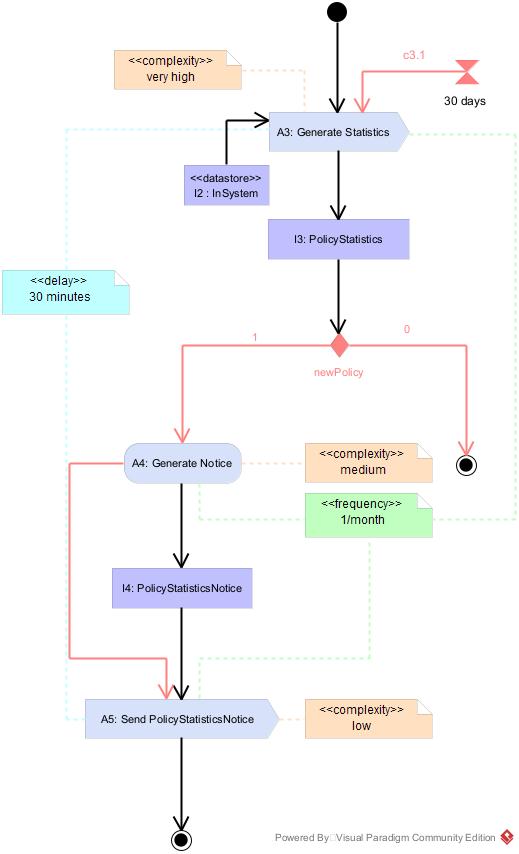 <<complexity>>
very high
c3.1
30 days
A3: Generate Statistics
<<datastore>>
I2 : InSystem
I3: PolicyStatistics
<<delay>>
30 minutes
1
0
newPolicy
A4: Generate Notice
<<complexity>>
medium
<<frequency>>
1/month
I4: PolicyStatisticsNotice
A5: Send PolicyStatisticsNotice
<<complexity>>
low
Powered By Visual Paradigm Community Edition